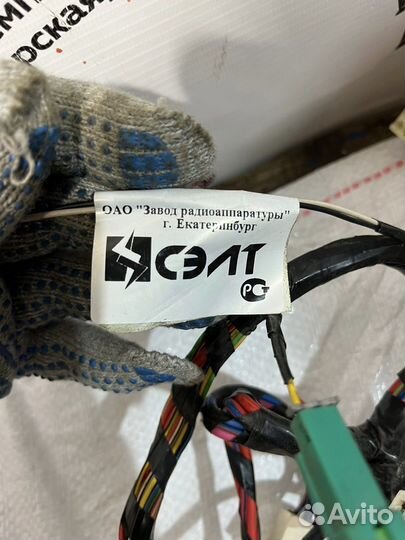 ОАО "Завод радиоаппаратуры"
г. Екатеринбург
СЭЛТ
РСТ
Avito